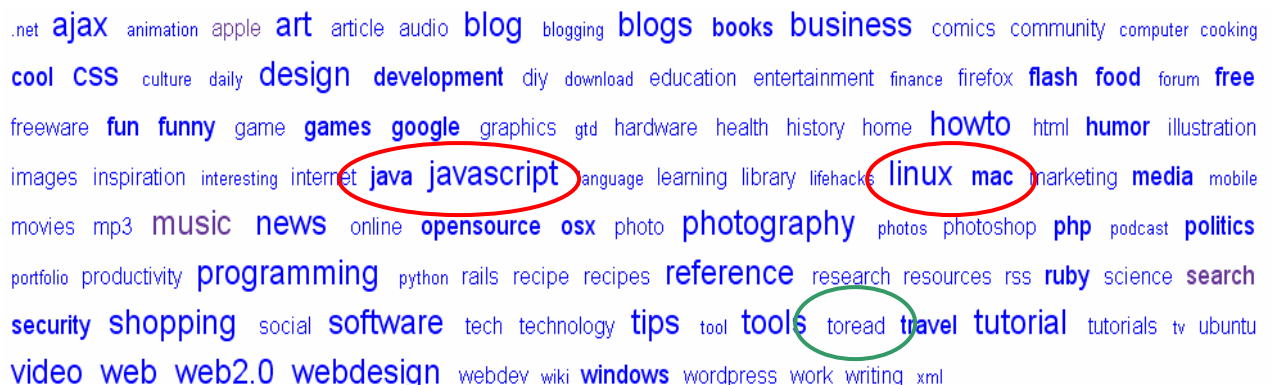 .net ajax animation apple art article audio blog blogging blogs books business comics community computer cooking
cool css culture daily design development diy download education entertainment finance firefox flash food forum free
freeware fun funny game games google graphics gtd hardware health history home howto html humor illustration
images inspiration interesting internet java javascript language learning library lifehacks linux mac marketing media mobile
movies mp3 music news online opensource osx photo photography photos photoshop php podcast politics
portfolio productivity programming python rails recipe recipes reference research resources rss ruby science search
security shopping social software tech technology tips tool tools toread travel tutorial tutorials tv ubuntu
video web web2.0 webdesign webdev wiki windows wordpress work writing xml